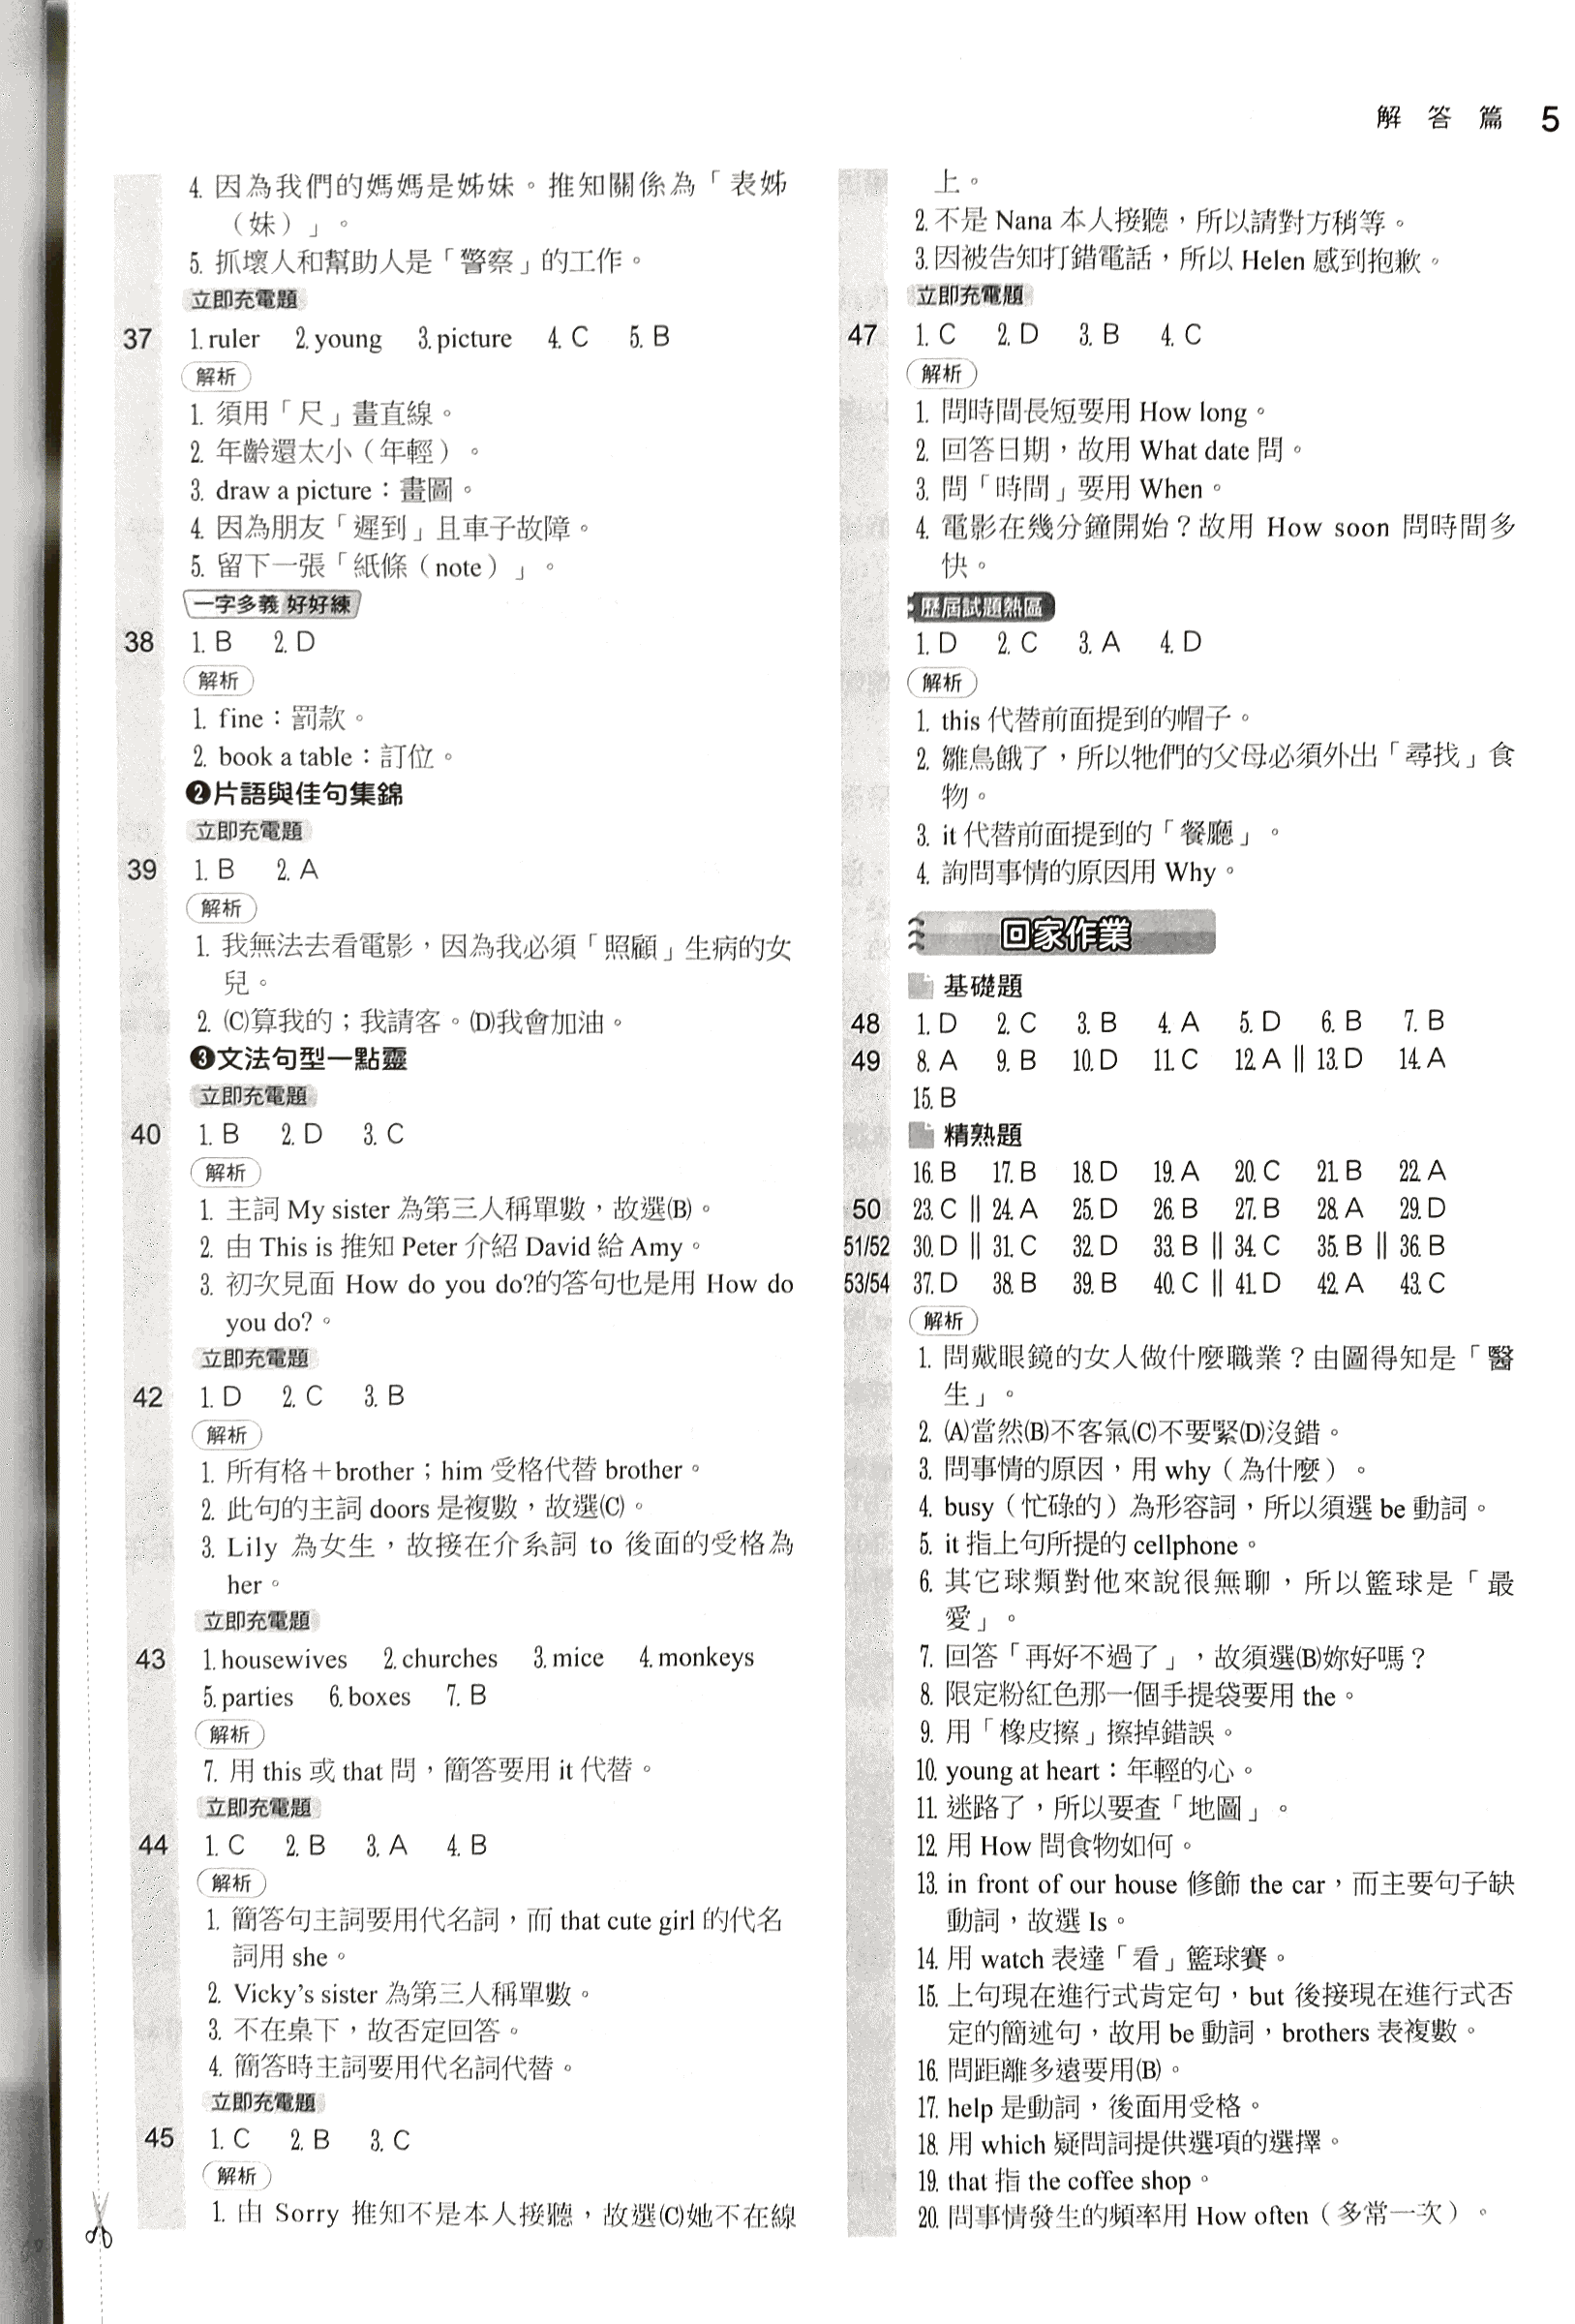 解答篇 5
4. 因為我們的媽媽是姊妹。推知關係為「表姊
（妹）」。
5. 抓壞人和幫助人是「警察」的工作。
立即充電題
37 1. ruler 2. young 3. picture 4. C 5. B
解析
1. 須用「尺」畫直線。
2. 年齡還太小（年輕）。
3. draw a picture：畫圖。
4. 因為朋友「遲到」且車子故障。
5. 留下一張「紙條（note）」。
一字多義 好好練
38 1. B 2. D
解析
1. fine：罰款。
2. book a table：訂位。
❷片語與佳句集錦
立即充電題
39 1. B 2. A
解析
1. 我無法去看電影，因為我必須「照顧」生病的女
兒。
2. (C)算我的；我請客。(D)我會加油。
❸文法句型一點靈
立即充電題
40 1. B 2. D 3. C
解析
1. 主詞 My sister 為第三人稱單數，故選(B)。
2. 由 This is 推知 Peter 介紹 David 給 Amy。
3. 初次見面 How do you do?的答句也是用 How do
you do?。
立即充電題
42 1. D 2. C 3. B
解析
1. 所有格＋brother；him 受格代替 brother。
2. 此句的主詞 doors 是複數，故選(C)。
3. Lily 為女生，故接在介系詞 to 後面的受格為
her。
立即充電題
43 1. housewives 2. churches 3. mice 4. monkeys
5. parties 6. boxes 7. B
解析
7. 用 this 或 that 問，簡答要用 it 代替。
立即充電題
44 1. C 2. B 3. A 4. B
解析
1. 簡答句主詞要用代名詞，而 that cute girl 的代名
詞用 she。
2. Vicky's sister 為第三人稱單數。
3. 不在桌下，故否定回答。
4. 簡答時主詞要用代名詞代替。
立即充電題
45 1. C 2. B 3. C
解析
1. 由 Sorry 推知不是本人接聽，故選(C)她不在線
上。
2. 不是 Nana 本人接聽，所以請對方稍等。
3. 因被告知打錯電話，所以 Helen 感到抱歉。
立即充電題
47 1. C 2. D 3. B 4. C
解析
1. 問時間長短要用 How long。
2. 回答日期，故用 What date 問。
3. 問「時間」要用 When。
4. 電影在幾分鐘開始？故用 How soon 問時間多
快。
歷屆試題熱區
1. D 2. C 3. A 4. D
解析
1. this 代替前面提到的帽子。
2. 雛鳥餓了，所以牠們的父母必須外出「尋找」食
物。
3. it 代替前面提到的「餐廳」。
4. 詢問事情的原因用 Why。
回家作業
基礎題
48 1. D 2. C 3. B 4. A 5. D 6. B 7. B
49 8. A 9. B 10. D 11. C 12. A ‖ 13. D 14. A
15. B
精熟題
16. B 17. B 18. D 19. A 20. C 21. B 22. A
50 23. C ‖ 24. A 25. D 26. B 27. B 28. A 29. D
51/52 30. D ‖ 31. C 32. D 33. B ‖ 34. C 35. B ‖ 36. B
53/54 37. D 38. B 39. B 40. C ‖ 41. D 42. A 43. C
解析
1. 問戴眼鏡的女人做什麼職業？由圖得知是「醫
生」。
2. (A)當然(B)不客氣(C)不要緊(D)沒錯。
3. 問事情的原因，用 why（為什麼）。
4. busy（忙碌的）為形容詞，所以須選 be 動詞。
5. it 指上句所提的 cellphone。
6. 其它球類對他來說很無聊，所以籃球是「最
愛」。
7. 回答「再好不過了」，故須選(B)妳好嗎？
8. 限定粉紅色那一個手提袋要用 the。
9. 用「橡皮擦」擦掉錯誤。
10. young at heart：年輕的心。
11. 迷路了，所以要查「地圖」。
12. 用 How 問食物如何。
13. in front of our house 修飾 the car，而主要句子缺
動詞，故選 Is。
14. 用 watch 表達「看」籃球賽。
15. 上句現在進行式肯定句，but 後接現在進行式否
定的簡述句，故用 be 動詞，brothers 表複數。
16. 問距離多遠要用(B)。
17. help 是動詞，後面用受格。
18. 用 which 疑問詞提供選項的選擇。
19. that 指 the coffee shop。
20. 問事情發生的頻率用 How often（多常一次）。